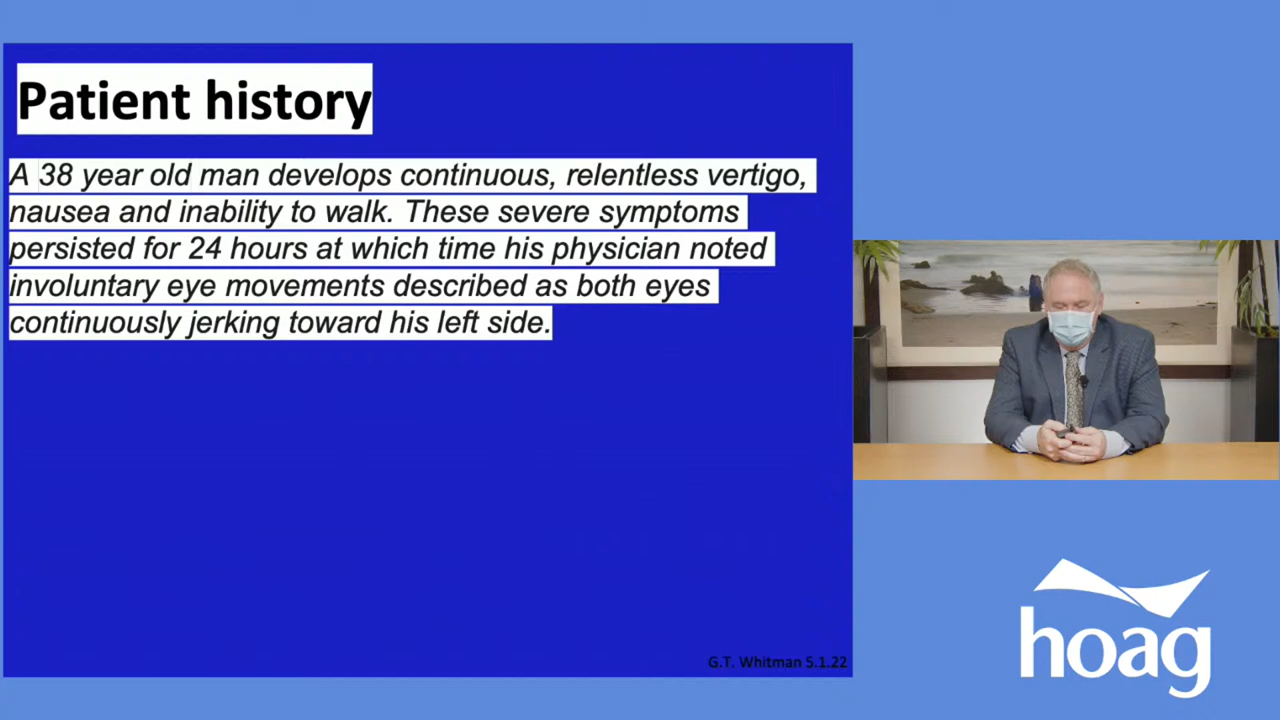 Patient history
A 38 year old man develops continuous, relentless vertigo,
nausea and inability to walk. These severe symptoms
persisted for 24 hours at which time his physician noted
involuntary eye movements described as both eyes
continuously jerking toward his left side.
G.T. Whitman 5.1.22
hoag